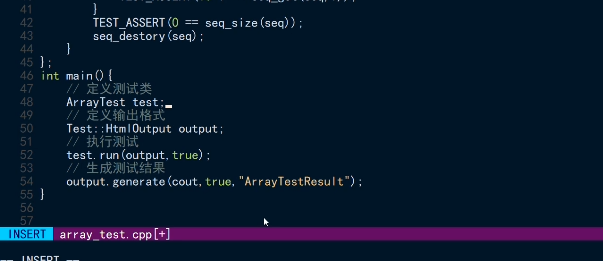 41 }
42 TEST_ASSERT(0 == seq_size(seq));
43 seq_destory(seq);
44 }
45 };
46 int main(){
47 // 定义测试类
48 ArrayTest test;
49 // 定义输出格式
50 Test::HtmlOutput output;
51 // 执行测试
52 test.run(output,true);
53 // 生成测试结果
54 output.generate(cout,true,"ArrayTestResult");
55 }
56
57
INSERT array_test.cpp[+]
-- INSERT --